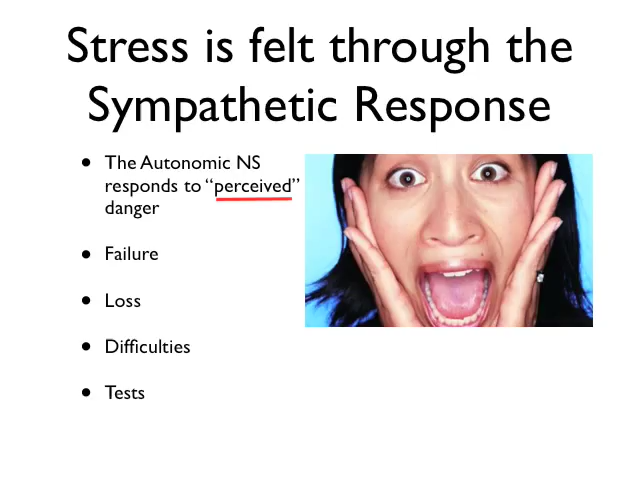 Stress is felt through the
Sympathetic Response
• The Autonomic NS
responds to “perceived”
danger
• Failure
• Loss
• Difficulties
• Tests